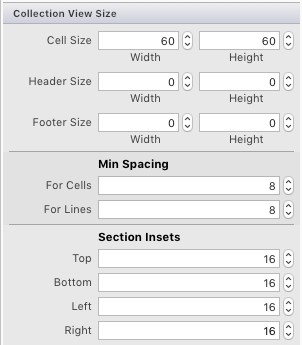 Collection View Size
Cell Size 60 60
Width Height
Header Size 0 0
Width Height
Footer Size 0 0
Width Height
Min Spacing
For Cells 8
For Lines 8
Section Insets
Top 16
Bottom 16
Left 16
Right 16